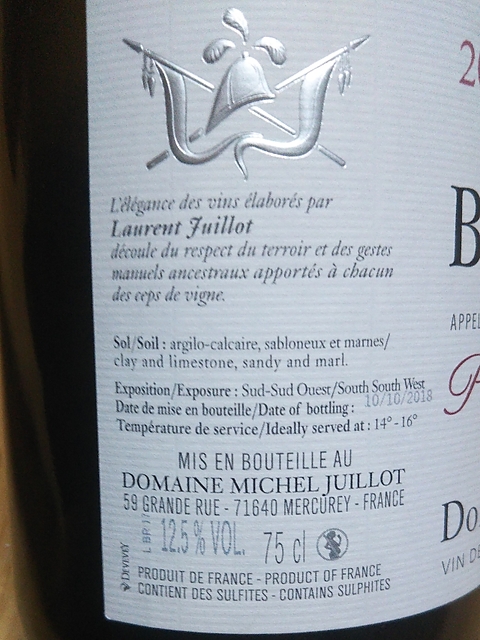 L'élégance des vins élaborés par
Laurent Juillot
découle du respect du terroir et des gestes
manuels ancestraux apportés à chacun
des ceps de vigne.
Sol/Soil : argilo-calcaire, sabloneux et marnes/
clay and limestone, sandy and marl.
Exposition/Exposure : Sud-Sud Ouest/South South West
Date de mise en bouteille/Date of bottling : 10/10/2018
Température de service/Ideally served at : 14° -16°
MIS EN BOUTEILLE AU
DOMAINE MICHEL JUILLOT
59 GRANDE RUE - 71640 MERCUREY - FRANCE
L BR 17
12.5 % VOL. 75 cl
DEVEVEY
PRODUIT DE FRANCE - PRODUCT OF FRANCE
CONTIENT DES SULFITES - CONTAINS SULPHITES
2
B
APPEL
Do
VIN DE